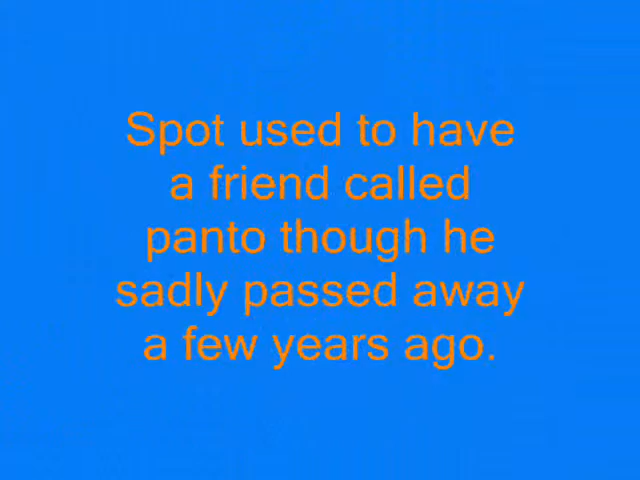 Spot used to have
a friend called
panto though he
sadly passed away
a few years ago.